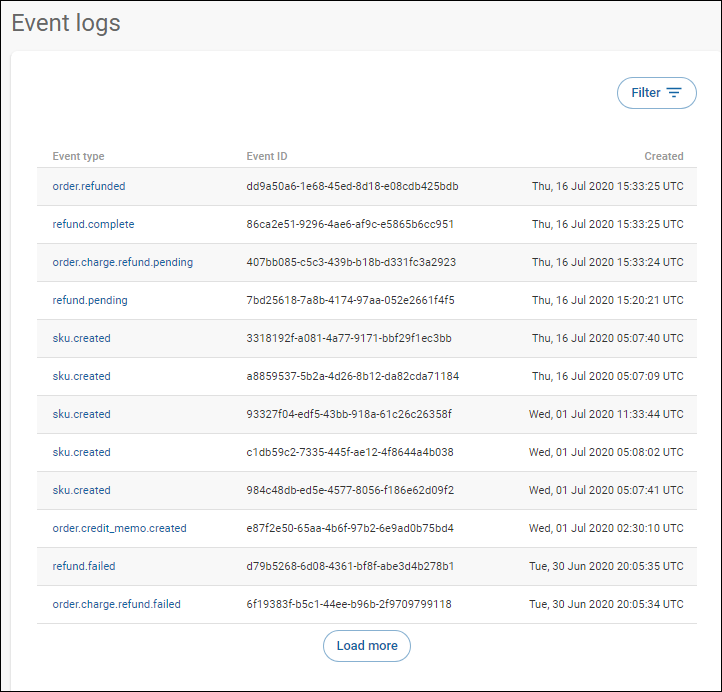 Event logs
Filter
Event type Event ID Created
order.refunded dd9a50a6-1e68-45ed-8d18-e08cdb425bdb Thu, 16 Jul 2020 15:33:25 UTC
refund.complete 86ca2e51-9296-4ae6-af9c-e5865b6cc951 Thu, 16 Jul 2020 15:33:25 UTC
order.charge.refund.pending 407bb085-c5c3-439b-b18b-d331fc3a2923 Thu, 16 Jul 2020 15:33:24 UTC
refund.pending 7bd25618-7a8b-4174-97aa-052e2661f4f5 Thu, 16 Jul 2020 15:20:21 UTC
sku.created 3318192f-a081-4a77-9171-bbf29f1ec3bb Thu, 16 Jul 2020 05:07:40 UTC
sku.created a8859537-5b2a-4d26-8b12-da82cda71184 Thu, 16 Jul 2020 05:07:09 UTC
sku.created 93327f04-edf5-43bb-918a-61c26c26358f Wed, 01 Jul 2020 11:33:44 UTC
sku.created c1db59c2-7335-445f-ae12-4f8644a4b038 Wed, 01 Jul 2020 05:08:02 UTC
sku.created 984c48db-ed5e-4577-8056-f186e62d09f2 Wed, 01 Jul 2020 05:07:41 UTC
order.credit_memo.created e87f2e50-65aa-4b6f-97b2-6e9ad0b75bd4 Wed, 01 Jul 2020 02:30:10 UTC
refund.failed d79b5268-6d08-4361-bf8f-abe3d4b278b1 Tue, 30 Jun 2020 20:05:35 UTC
order.charge.refund.failed 6f19383f-b5c1-44ee-b96b-2f9709799118 Tue, 30 Jun 2020 20:05:34 UTC
Load more